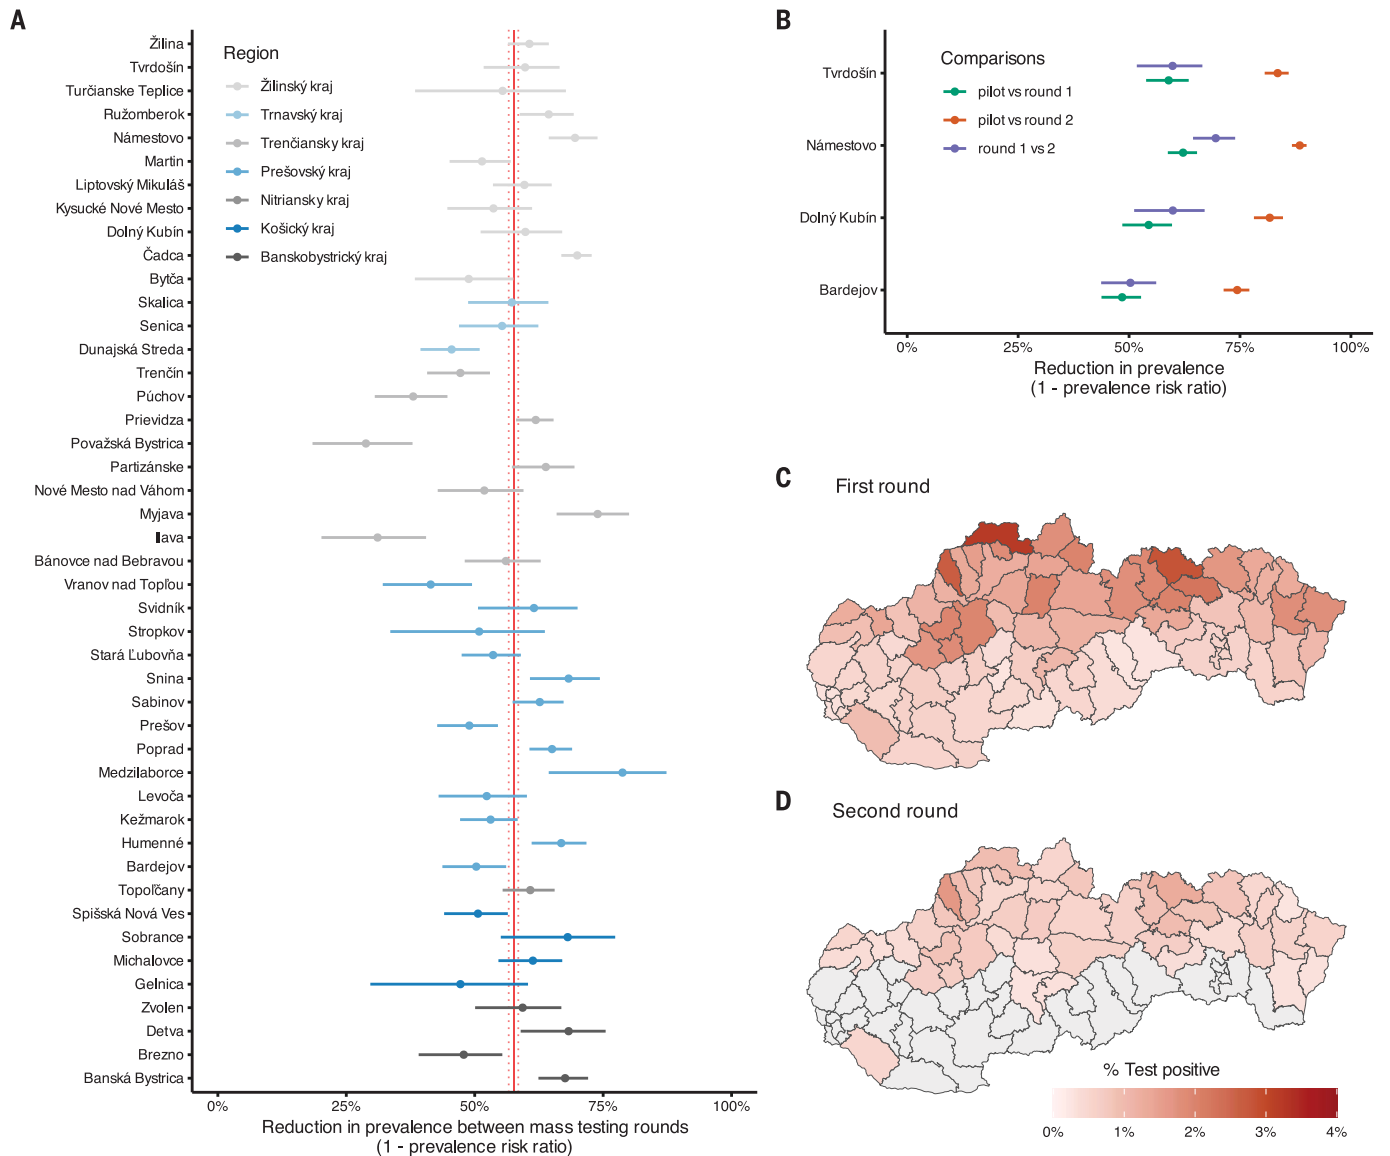 A
Žilina
Tvrdošín
Turčianske Teplice
Ružomberok
Námestovo
Martin
Liptovský Mikuláš
Kysucké Nové Mesto
Dolný Kubín
Čadca
Bytča
Skalica
Senica
Dunajská Streda
Trenčín
Púchov
Prievidza
Považská Bystrica
Partizánske
Nové Mesto nad Váhom
Myjava
Ilava
Bánovce nad Bebravou
Vranov nad Topľou
Svidník
Stropkov
Stará Ľubovňa
Snina
Sabinov
Prešov
Poprad
Medzilaborce
Levoča
Kežmarok
Humenné
Bardejov
Topoľčany
Spišská Nová Ves
Sobrance
Michalovce
Gelnica
Zvolen
Detva
Brezno
Banská Bystrica
Region
Žilinský kraj
Trnavský kraj
Trenčiansky kraj
Prešovský kraj
Nitriansky kraj
Košický kraj
Banskobystrický kraj
0% 25% 50% 75% 100%
Reduction in prevalence between mass testing rounds
(1 - prevalence risk ratio)
B
Tvrdošín
Námestovo
Dolný Kubín
Bardejov
Comparisons
pilot vs round 1
pilot vs round 2
round 1 vs 2
0% 25% 50% 75% 100%
Reduction in prevalence
(1 - prevalence risk ratio)
C
First round
D
Second round
% Test positive
0% 1% 2% 3% 4%